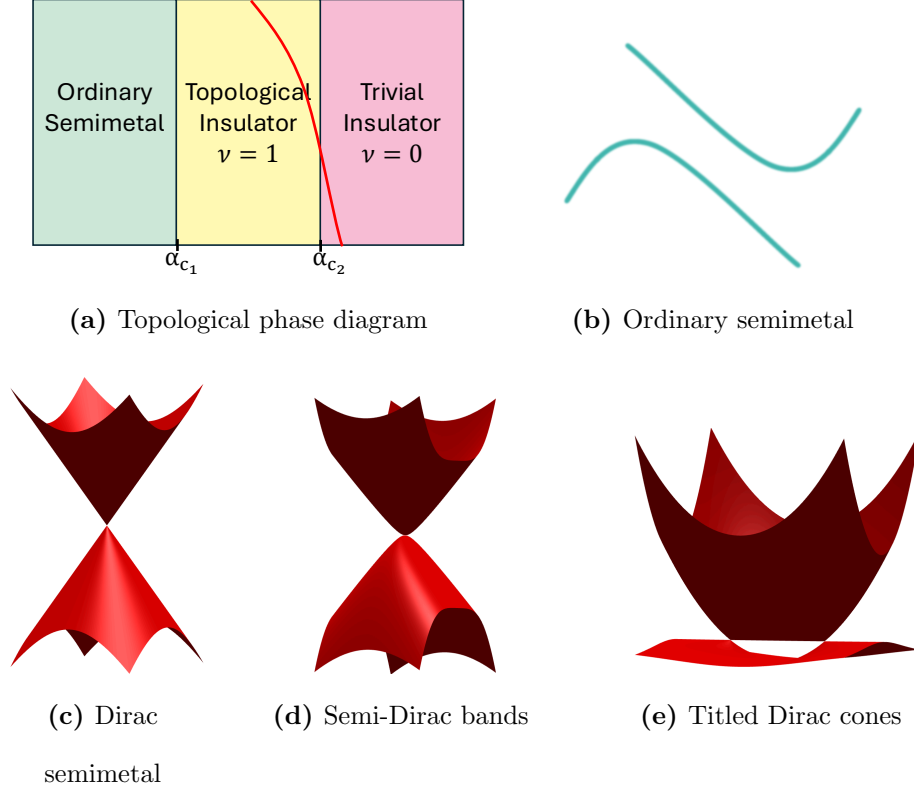 Ordinary
Semimetal
Topological
Insulator
ν = 1
Trivial
Insulator
ν = 0
α_{c_1}
α_{c_2}
(a) Topological phase diagram
(b) Ordinary semimetal
(c) Dirac
semimetal
(d) Semi-Dirac bands
(e) Titled Dirac cones